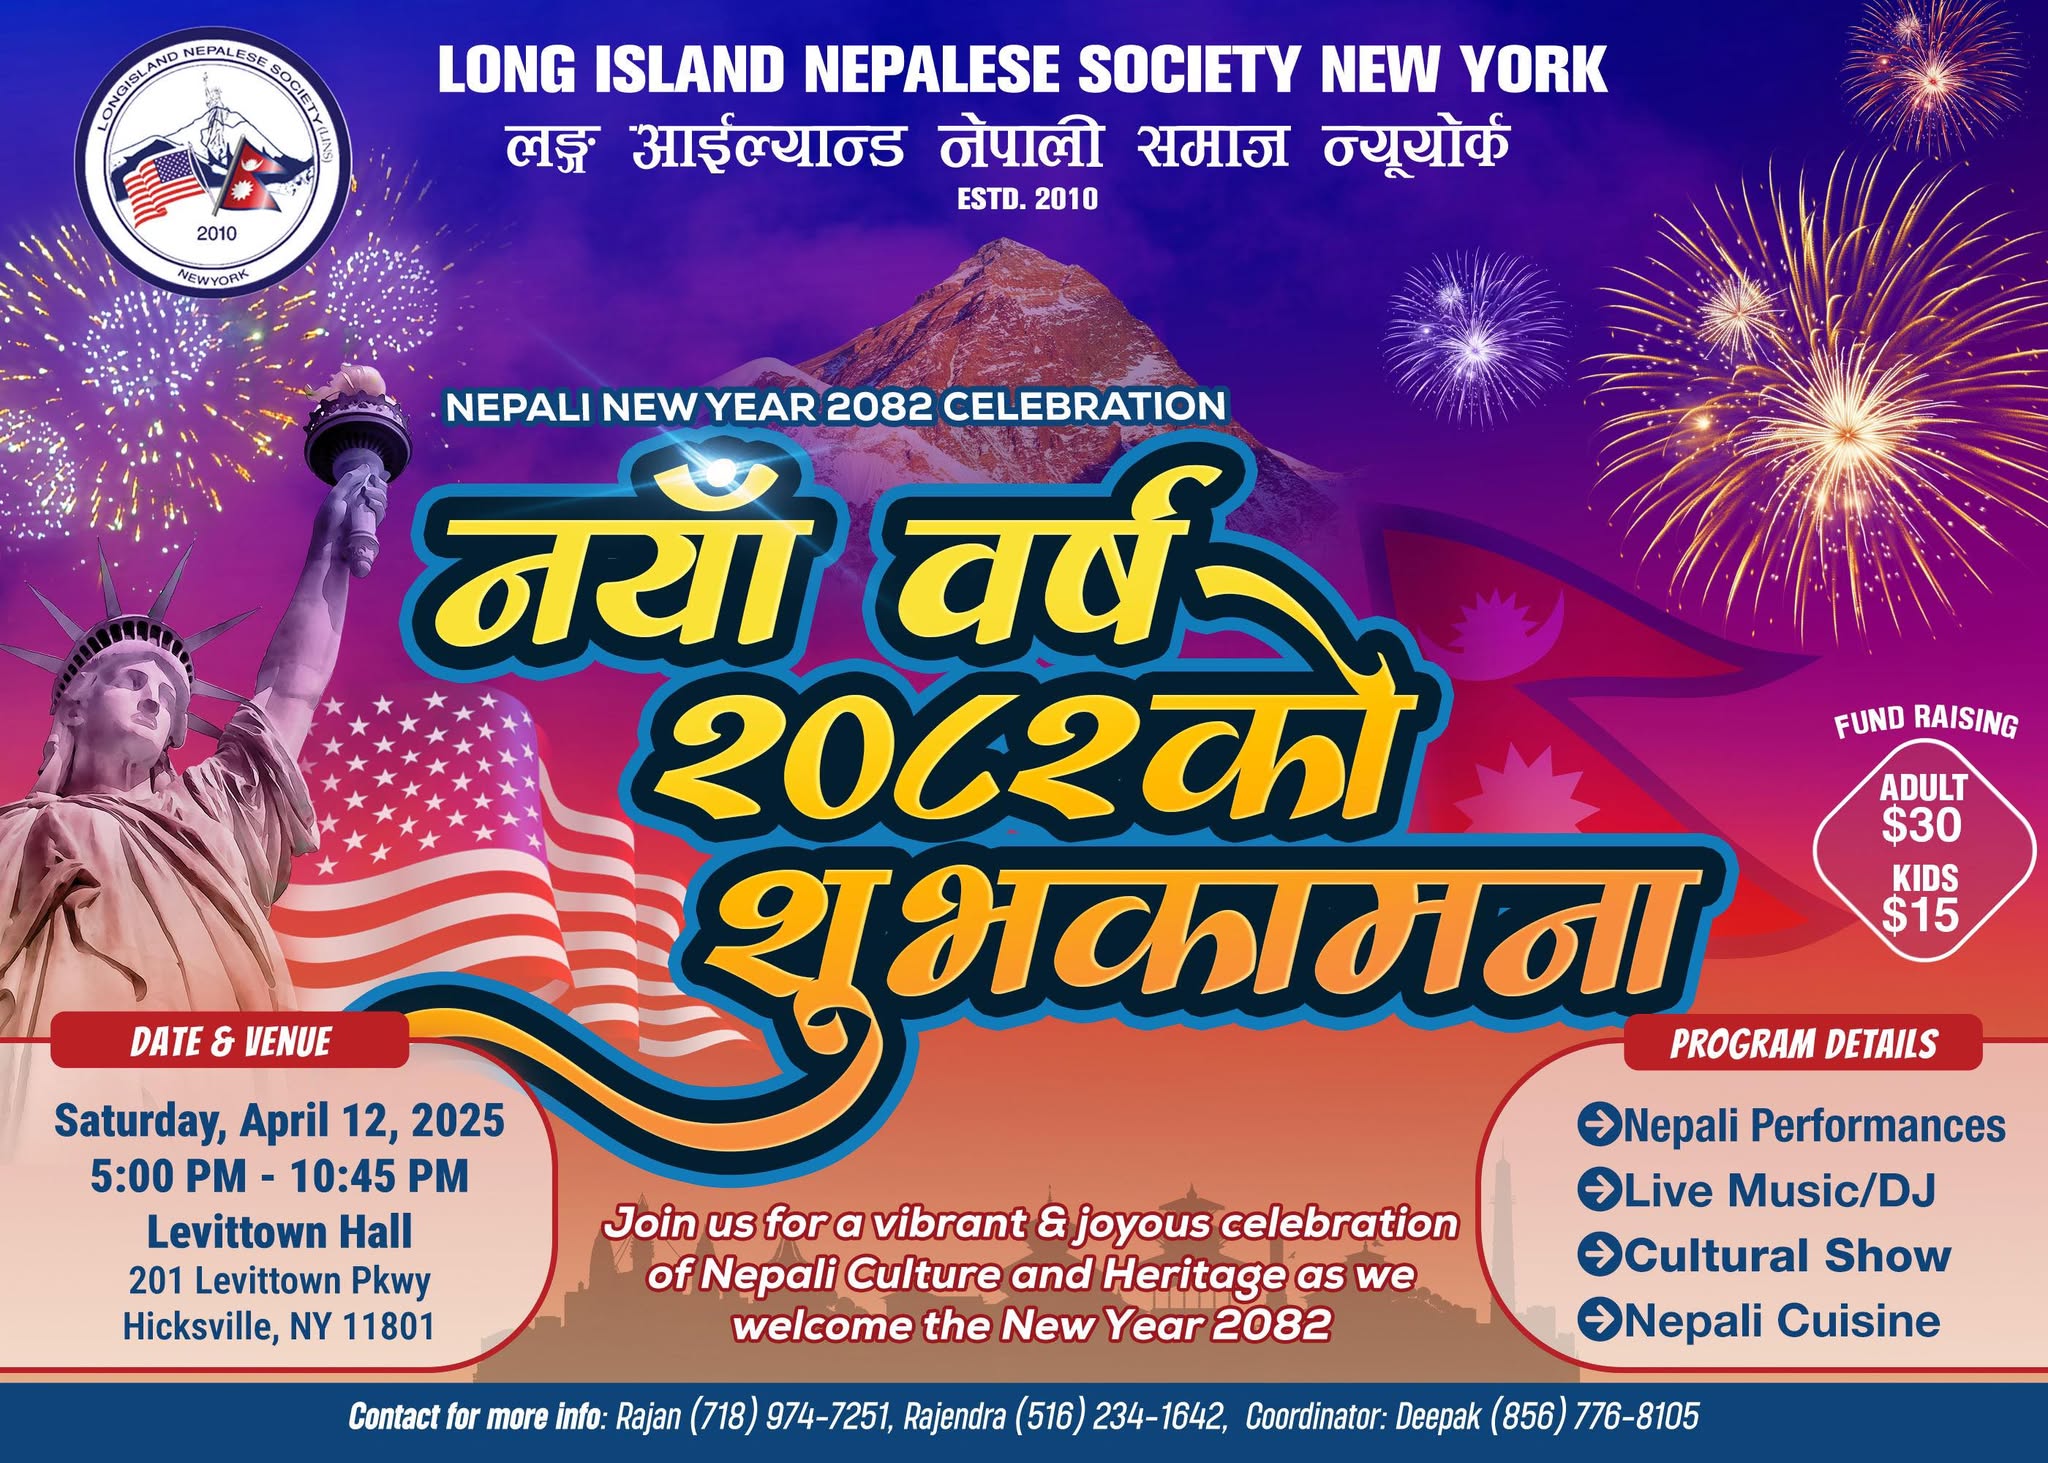 LONGISLAND NEPALESE SOCIETY (LINS)
2010
NEWYORK
LONG ISLAND NEPALESE SOCIETY NEW YORK
लङ्ग आईल्यान्ड नेपाली समाज न्यूयोर्क
ESTD. 2010
NEPALI NEW YEAR 2082 CELEBRATION
नयाँ वर्ष
२०८२को
शुभकामना
FUND RAISING
ADULT
$30
KIDS
$15
DATE & VENUE
Saturday, April 12, 2025
5:00 PM - 10:45 PM
Levittown Hall
201 Levittown Pkwy
Hicksville, NY 11801
Join us for a vibrant & joyous celebration
of Nepali Culture and Heritage as we
welcome the New Year 2082
PROGRAM DETAILS
Nepali Performances
Live Music/DJ
Cultural Show
Nepali Cuisine
Contact for more info: Rajan (718) 974-7251, Rajendra (516) 234-1642, Coordinator: Deepak (856) 776-8105